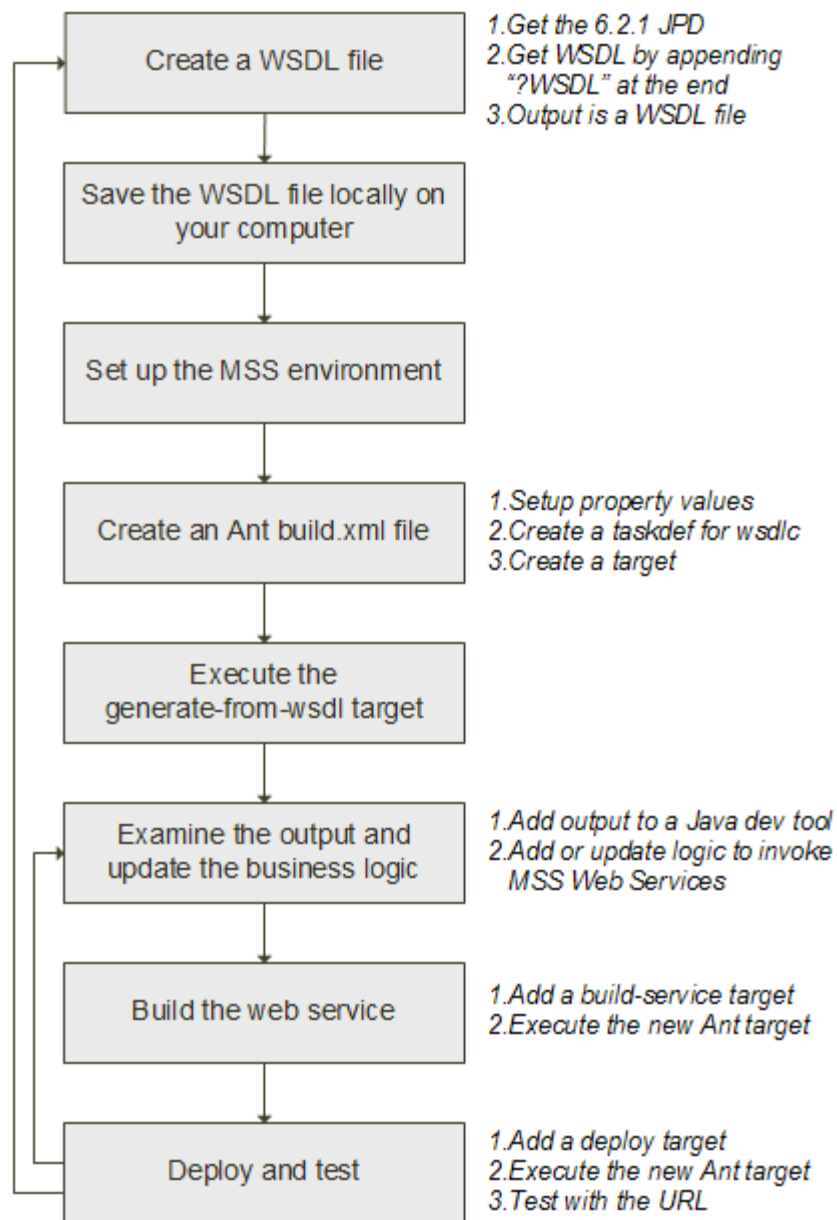 Create a WSDL file
1.Get the 6.2.1 JPD
2.Get WSDL by appending
“?WSDL” at the end
3.Output is a WSDL file
Save the WSDL file locally on
your computer
Set up the MSS environment
Create an Ant build.xml file
1.Setup property values
2.Create a taskdef for wsdlc
3.Create a target
Execute the
generate-from-wsdl target
Examine the output and
update the business logic
1.Add output to a Java dev tool
2.Add or update logic to invoke
MSS Web Services
Build the web service
1.Add a build-service target
2.Execute the new Ant target
Deploy and test
1.Add a deploy target
2.Execute the new Ant target
3.Test with the URL